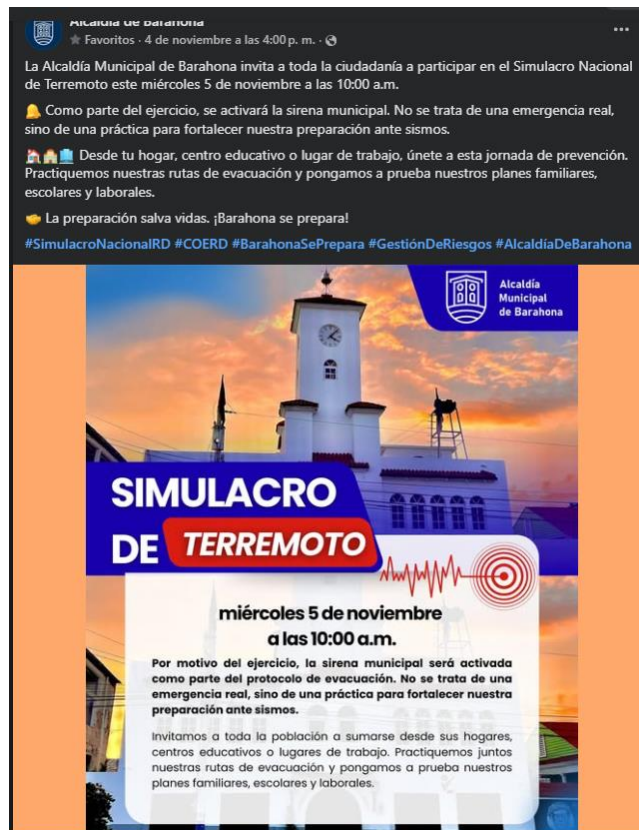 Alcaldía de Barahona
Favoritos · 4 de noviembre a las 4:00 p. m. ·
La Alcaldía Municipal de Barahona invita a toda la ciudadanía a participar en el Simulacro Nacional
de Terremoto este miércoles 5 de noviembre a las 10:00 a.m.
Como parte del ejercicio, se activará la sirena municipal. No se trata de una emergencia real,
sino de una práctica para fortalecer nuestra preparación ante sismos.
Desde tu hogar, centro educativo o lugar de trabajo, únete a esta jornada de prevención.
Practiquemos nuestras rutas de evacuación y pongamos a prueba nuestros planes familiares,
escolares y laborales.
La preparación salva vidas. ¡Barahona se prepara!
#SimulacroNacionalRD #COERD #BarahonaSePrepara #GestiónDeRiesgos #AlcaldíaDeBarahona
Alcaldía
Municipal
de Barahona
SIMULACRO
DE TERREMOTO
miércoles 5 de noviembre
a las 10:00 a.m.
Por motivo del ejercicio, la sirena municipal será activada
como parte del protocolo de evacuación. No se trata de una
emergencia real, sino de una práctica para fortalecer nuestra
preparación ante sismos.
Invitamos a toda la población a sumarse desde sus hogares,
centros educativos o lugares de trabajo. Practiquemos juntos
nuestras rutas de evacuación y pongamos a prueba nuestros
planes familiares, escolares y laborales.